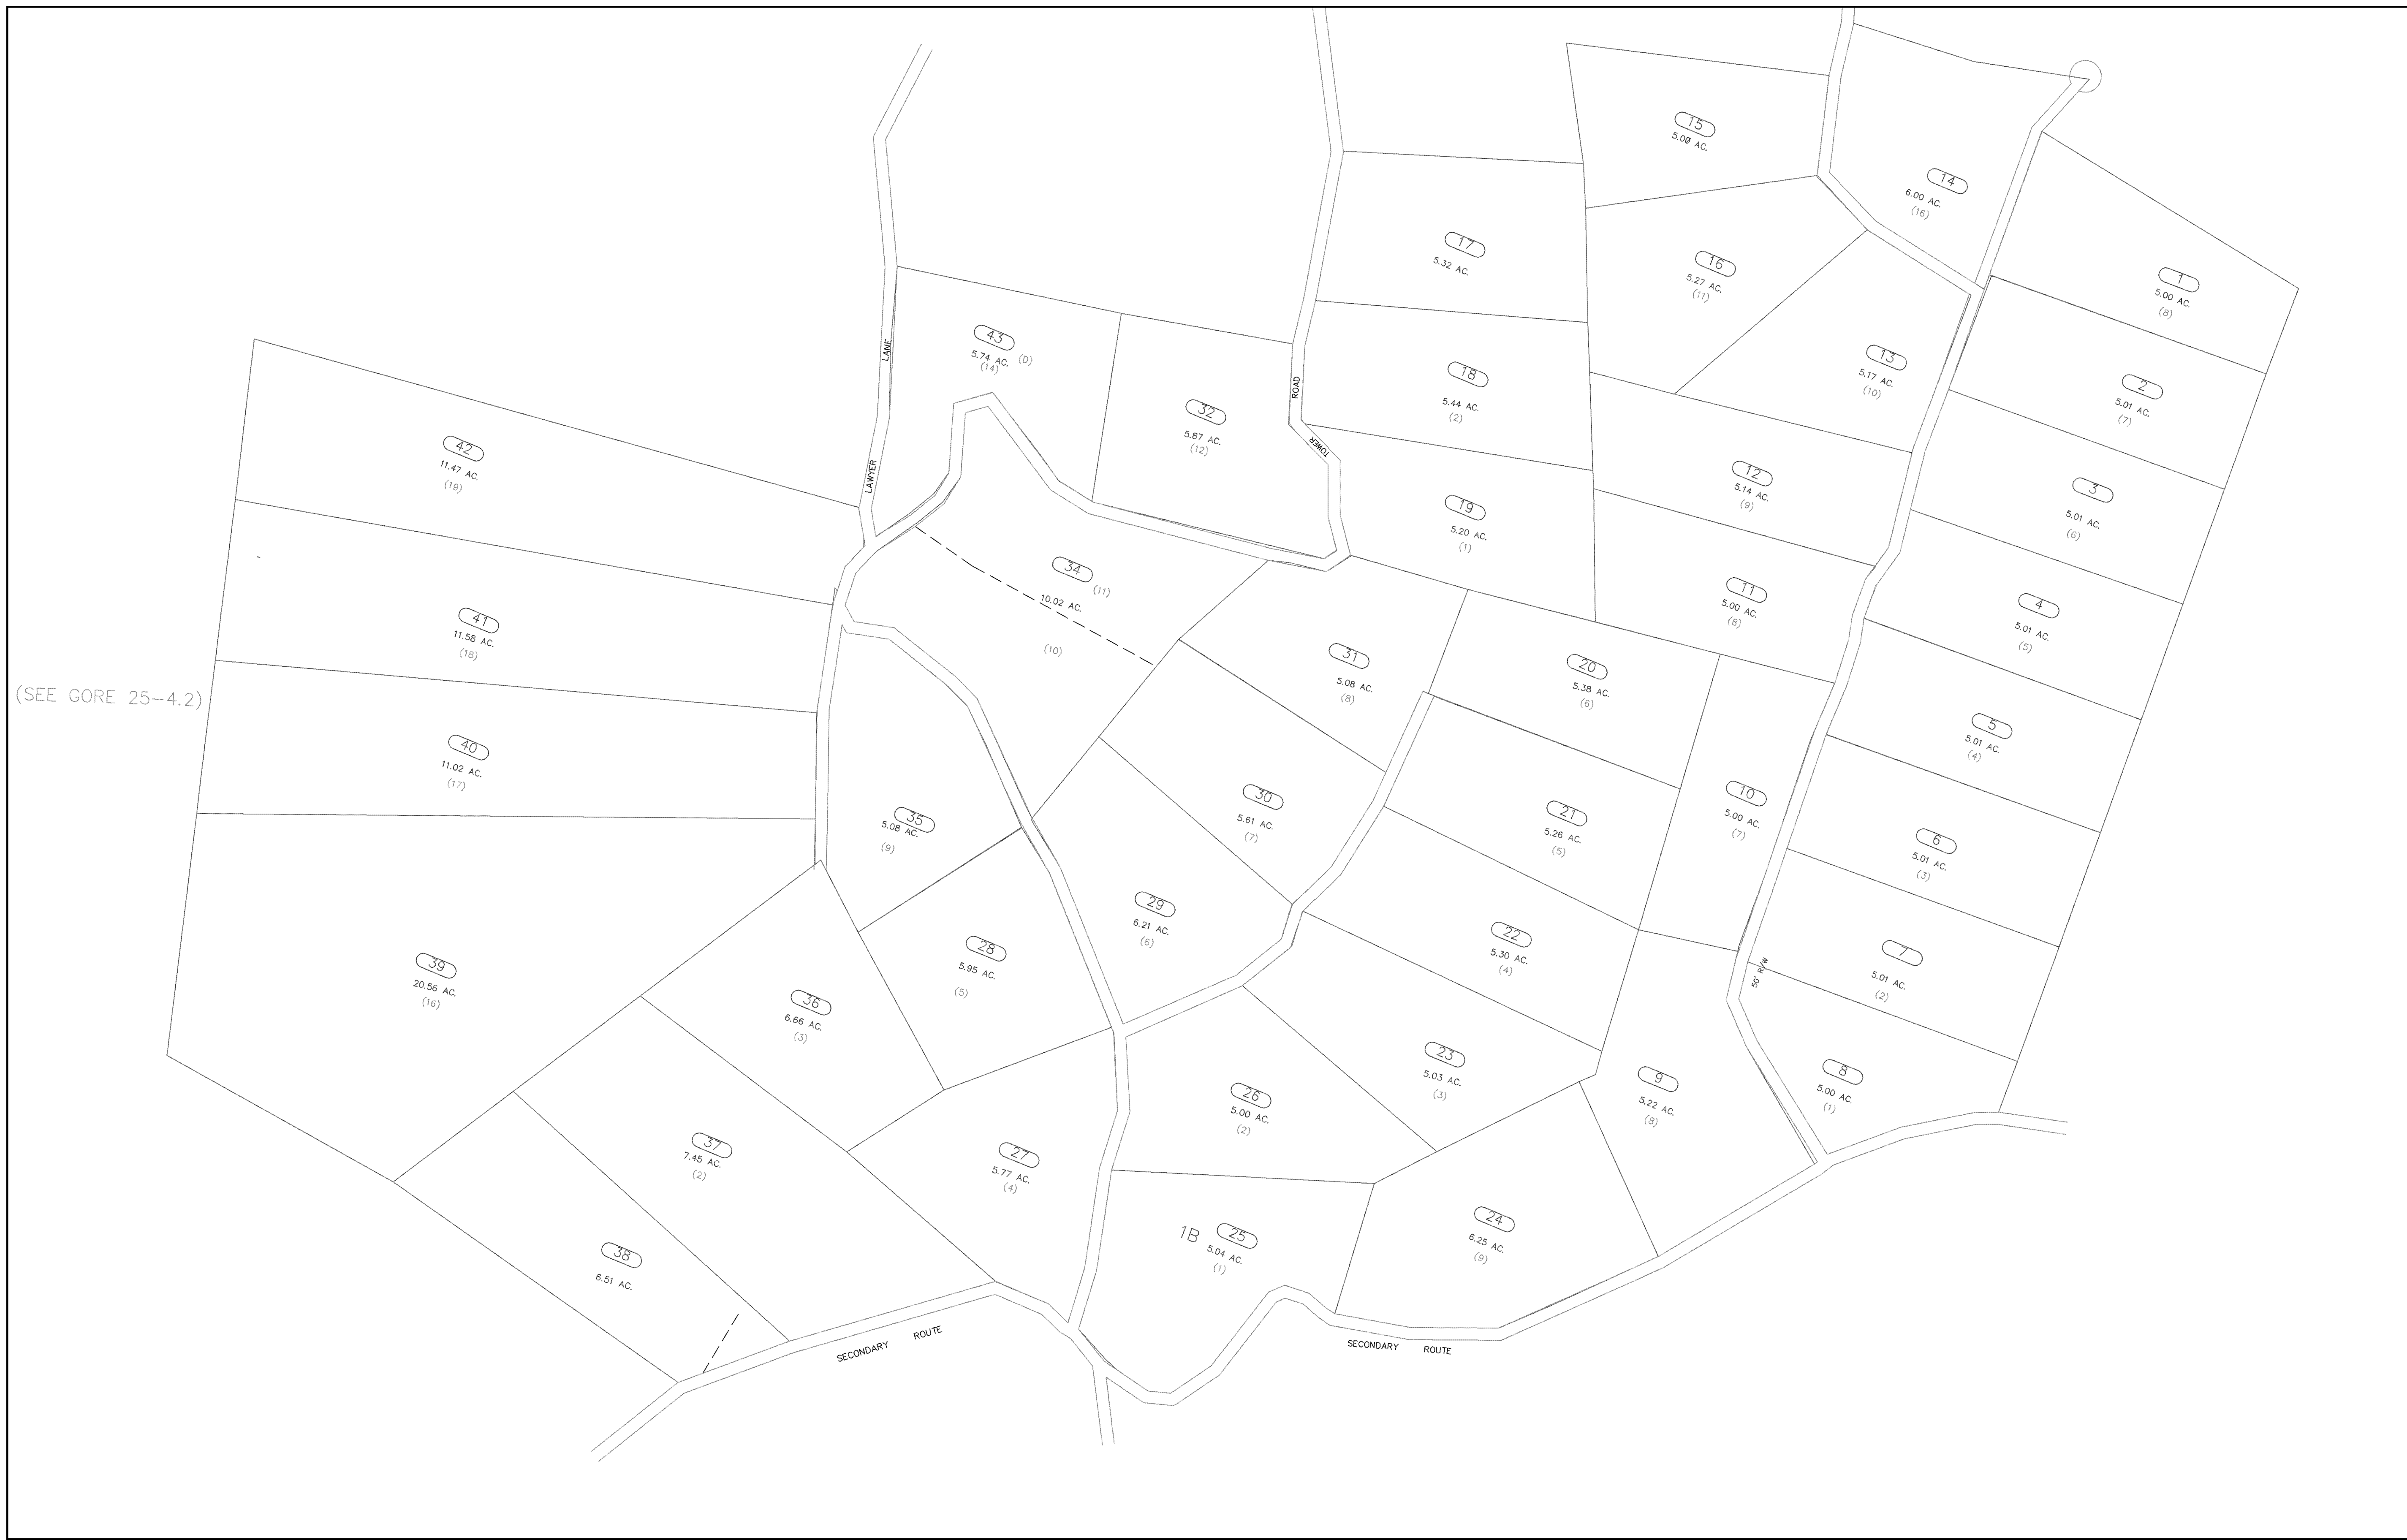 15
5.00 AC.
14
6.00 AC.
(16)
17
5.32 AC.
16
5.27 AC.
(11)
1
5.00 AC.
(8)
43
5.74 AC. (D)
(14)
LANE
13
5.17 AC.
(10)
18
5.44 AC.
(2)
ROAD
2
5.01 AC.
(7)
32
5.87 AC.
(12)
TOWER
42
11.47 AC.
(19)
LAWYER
12
5.14 AC.
(9)
3
5.01 AC.
(6)
19
5.20 AC.
(1)
34
10.02 AC.
(11)
(10)
11
5.00 AC.
(8)
4
5.01 AC.
(5)
41
11.58 AC.
(18)
31
5.08 AC.
(8)
20
5.38 AC.
(6)
(SEE GORE 25-4.2)
5
5.01 AC.
(4)
40
11.02 AC.
(17)
30
5.61 AC.
(7)
21
5.26 AC.
(5)
10
5.00 AC.
(7)
35
5.08 AC.
(9)
6
5.01 AC.
(3)
29
6.21 AC.
(6)
22
5.30 AC.
(4)
28
5.95 AC.
(5)
7
5.01 AC.
(2)
50' R/W
39
20.56 AC.
(16)
36
6.66 AC.
(3)
23
5.03 AC.
(3)
9
5.22 AC.
(8)
8
5.00 AC.
(1)
26
5.00 AC.
(2)
37
7.45 AC.
(2)
27
5.77 AC.
(4)
24
6.25 AC.
(9)
1B
25
5.04 AC.
(1)
38
6.51 AC.
SECONDARY ROUTE
SECONDARY ROUTE